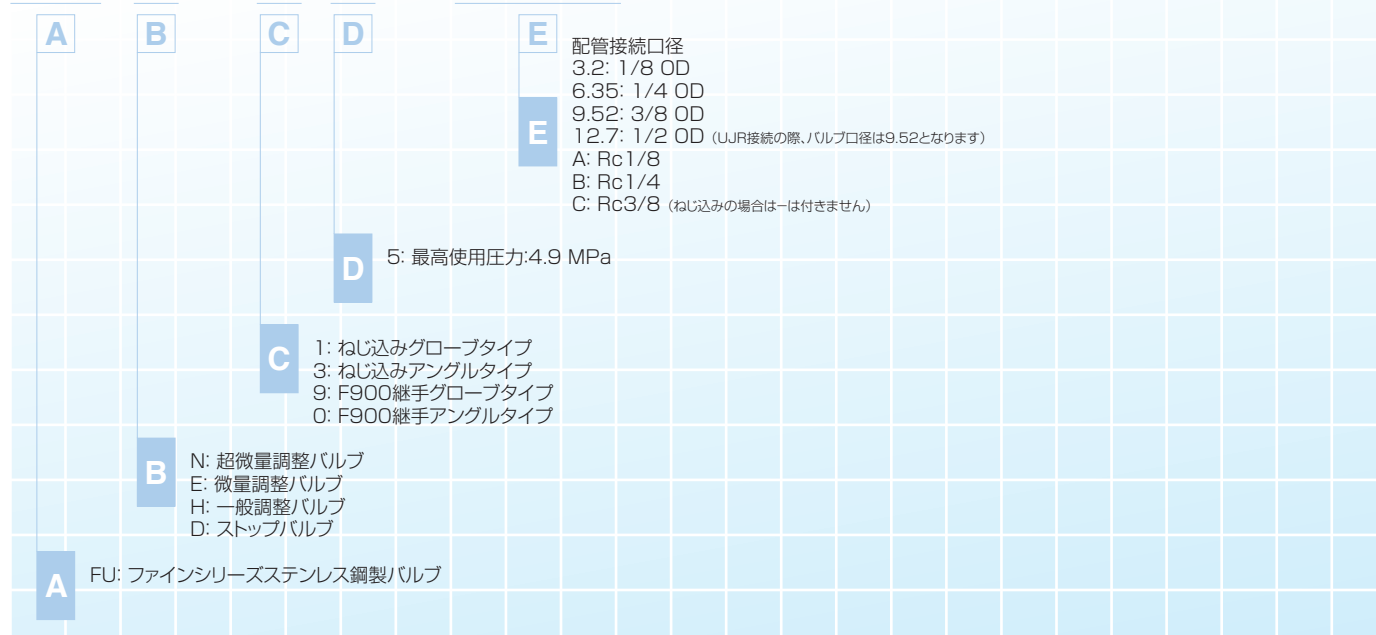 A B C D E
配管接続口径
3.2: 1/8 OD
6.35: 1/4 OD
9.52: 3/8 OD
E
12.7: 1/2 OD (UJR接続の際、バルブ口径は9.52となります)
A: Rc1/8
B: Rc1/4
C: Rc3/8 (ねじ込みの場合は−は付きません)
D
5: 最高使用圧力:4.9 MPa
C
1: ねじ込みグローブタイプ
3: ねじ込みアングルタイプ
9: F900継手グローブタイプ
0: F900継手アングルタイプ
B
N: 超微量調整バルブ
E: 微量調整バルブ
H: 一般調整バルブ
D: ストップバルブ
A
FU: ファインシリーズステンレス鋼製バルブ